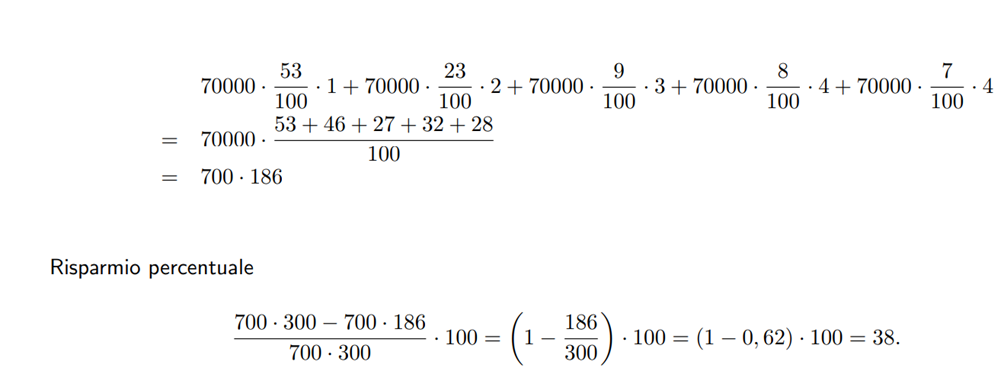 70000 · 53/100 · 1 + 70000 · 23/100 · 2 + 70000 · 9/100 · 3 + 70000 · 8/100 · 4 + 70000 · 7/100 · 4
= 70000 · (53 + 46 + 27 + 32 + 28)/100
= 700 · 186
Risparmio percentuale
(700 · 300 − 700 · 186)/(700 · 300) · 100 = (1 − 186/300) · 100 = (1 − 0, 62) · 100 = 38.